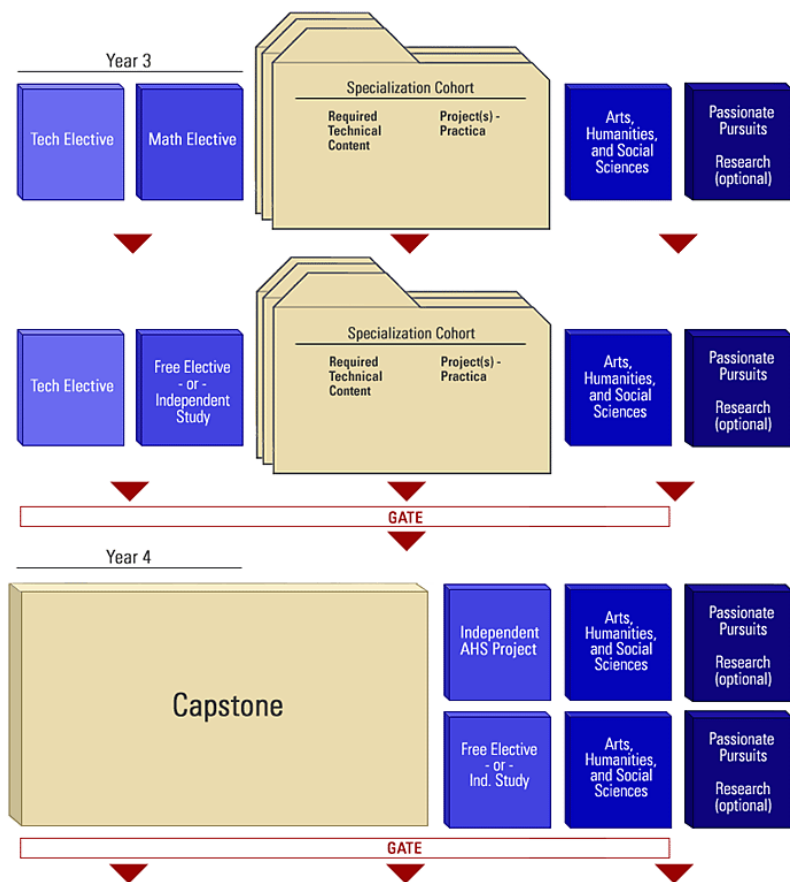 Year 3
Tech Elective
Math Elective
Specialization Cohort
Required
Technical
Content
Project(s) -
Practica
Arts,
Humanities,
and Social
Sciences
Passionate
Pursuits
Research
(optional)
Tech Elective
Free Elective
- or -
Independent
Study
Specialization Cohort
Required
Technical
Content
Project(s) -
Practica
Arts,
Humanities,
and Social
Sciences
Passionate
Pursuits
Research
(optional)
GATE
Year 4
Capstone
Independent
AHS Project
Arts,
Humanities,
and Social
Sciences
Passionate
Pursuits
Research
(optional)
Free Elective
- or -
Ind. Study
Arts,
Humanities,
and Social
Sciences
Passionate
Pursuits
Research
(optional)
GATE